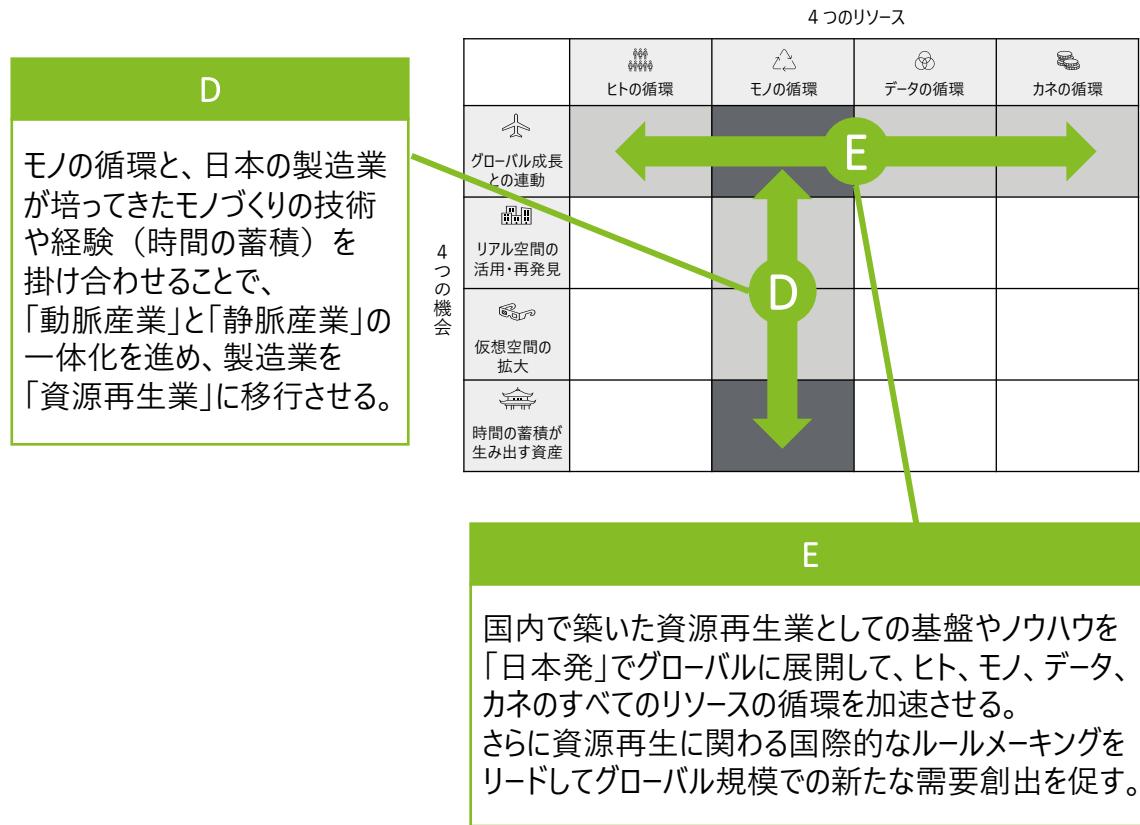 4 つのリソース
ヒトの循環
モノの循環
データの循環
カネの循環
4つの機会
グローバル成長
との連動
リアル空間の
活用・再発見
仮想空間の
拡大
時間の蓄積が
生み出す資産
E
D
D
モノの循環と、日本の製造業
が培ってきたモノづくりの技術
や経験（時間の蓄積）を
掛け合わせることで、
「動脈産業」と「静脈産業」の
一体化を進め、製造業を
「資源再生業」に移行させる。
E
国内で築いた資源再生業としての基盤やノウハウを
「日本発」でグローバルに展開して、ヒト、モノ、データ、
カネのすべてのリソースの循環を加速させる。
さらに資源再生に関わる国際的なルールメーキングを
リードしてグローバル規模での新たな需要創出を促す。